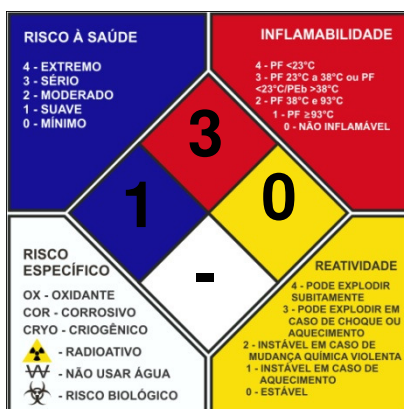 RISCO À SAÚDE
4 - EXTREMO
3 - SÉRIO
2 - MODERADO
1 - SUAVE
0 - MÍNIMO
INFLAMABILIDADE
4 - PF <23°C
3 - PF 23°C a 38°C ou PF
<23°C/PEb >38°C
2 - PF 38°C e 93°C
1 - PF ≥93°C
0 - NÃO INFLAMÁVEL
3
1
0
-
RISCO
ESPECÍFICO
OX - OXIDANTE
COR - CORROSIVO
CRYO - CRIOGÊNICO
- RADIOATIVO
W - NÃO USAR ÁGUA
- RISCO BIOLÓGICO
REATIVIDADE
4 - PODE EXPLODIR
SUBITAMENTE
3 - PODE EXPLODIR EM
CASO DE CHOQUE OU
AQUECIMENTO
2 - INSTÁVEL EM CASO DE
MUDANÇA QUÍMICA VIOLENTA
1 - INSTÁVEL EM CASO DE
AQUECIMENTO
0 - ESTÁVEL